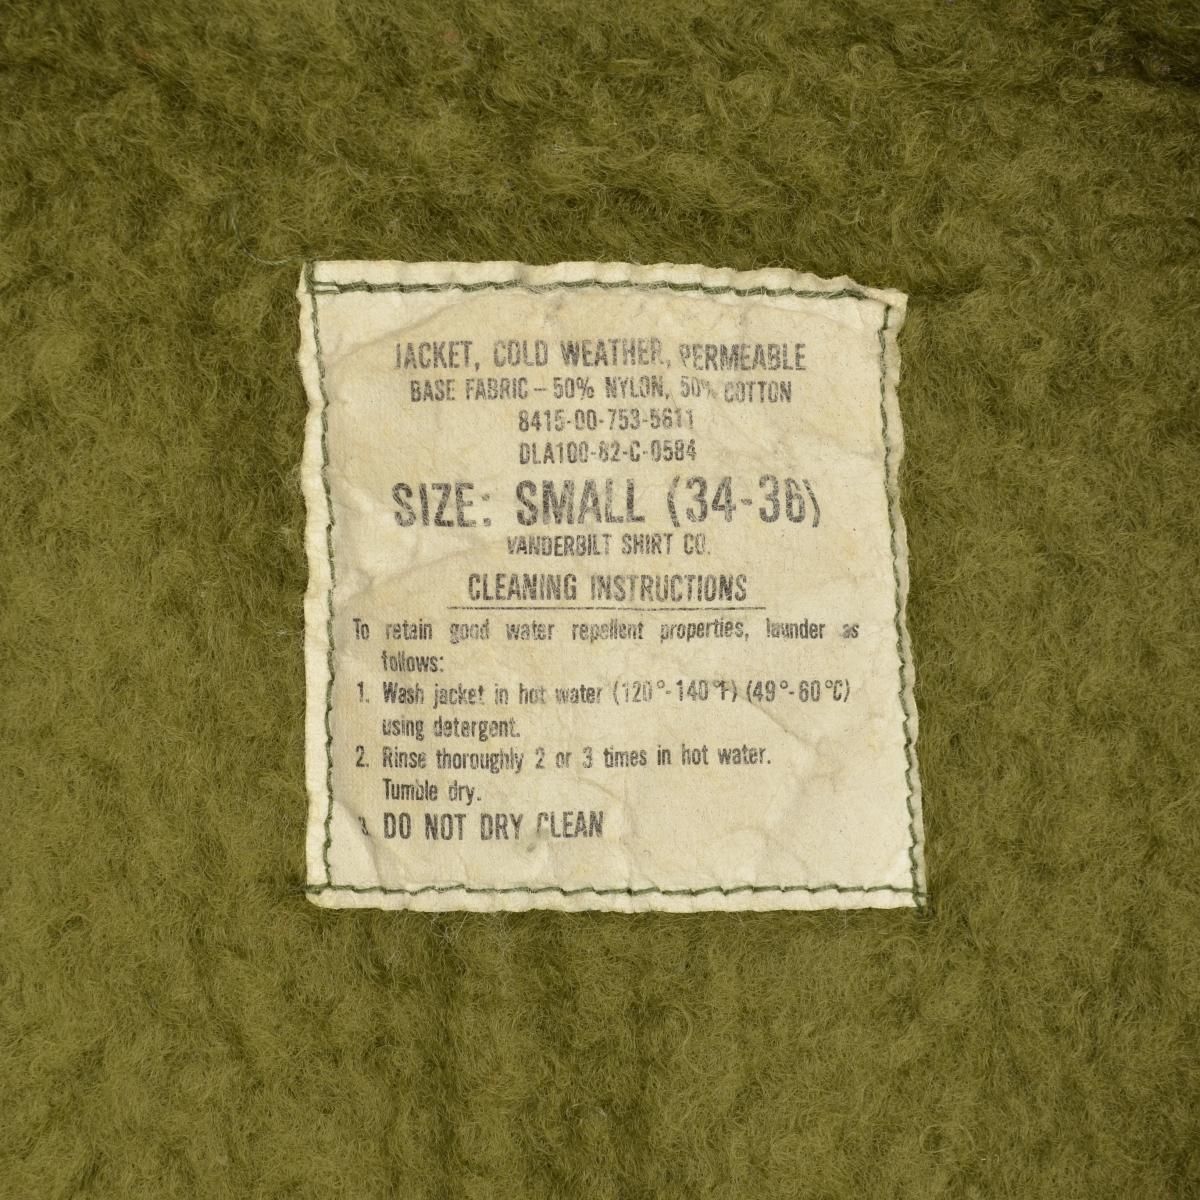 JACKET, COLD WEATHER, PERMEABLE
BASE FABRIC – 50% NYLON, 50% COTTON
8415-00-753-5611
DLA100-82-C-0584
SIZE: SMALL (34-36)
VANDERBILT SHIRT CO.
CLEANING INSTRUCTIONS
To retain good water repellent properties, launder as
follows:
1. Wash jacket in hot water (120°-140°F) (49°-60°C)
using detergent.
2. Rinse thoroughly 2 or 3 times in hot water.
Tumble dry.
3. DO NOT DRY CLEAN